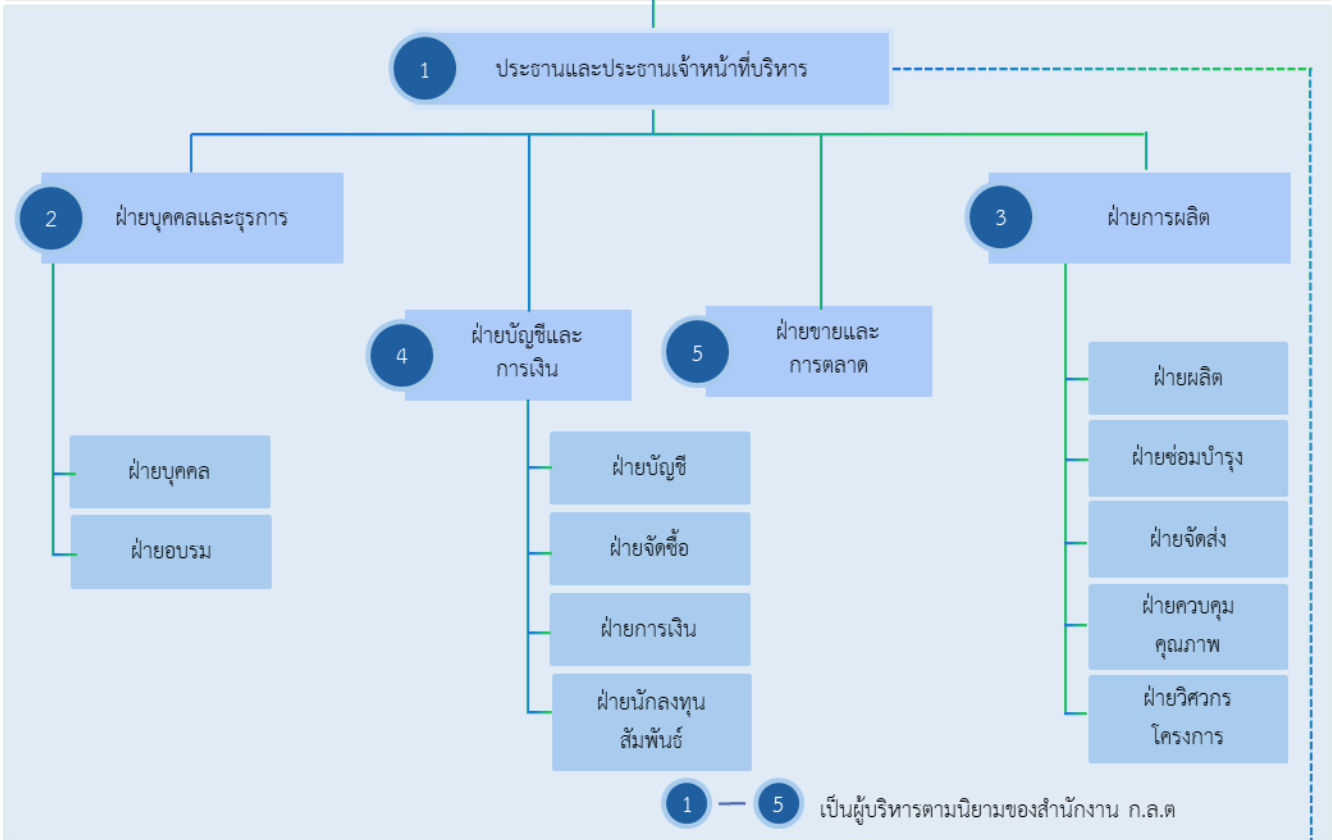 1
ประธานและประธานเจ้าหน้าที่บริหาร
2
ฝ่ายบุคคลและธุรการ
3
ฝ่ายการผลิต
4
ฝ่ายบัญชีและ
การเงิน
5
ฝ่ายขายและ
การตลาด
ฝ่ายบุคคล
ฝ่ายอบรม
ฝ่ายบัญชี
ฝ่ายจัดซื้อ
ฝ่ายการเงิน
ฝ่ายนักลงทุน
สัมพันธ์
ฝ่ายผลิต
ฝ่ายซ่อมบำรุง
ฝ่ายจัดส่ง
ฝ่ายควบคุม
คุณภาพ
ฝ่ายวิศวกร
โครงการ
1 — 5 เป็นผู้บริหารตามนิยามของสำนักงาน ก.ล.ต